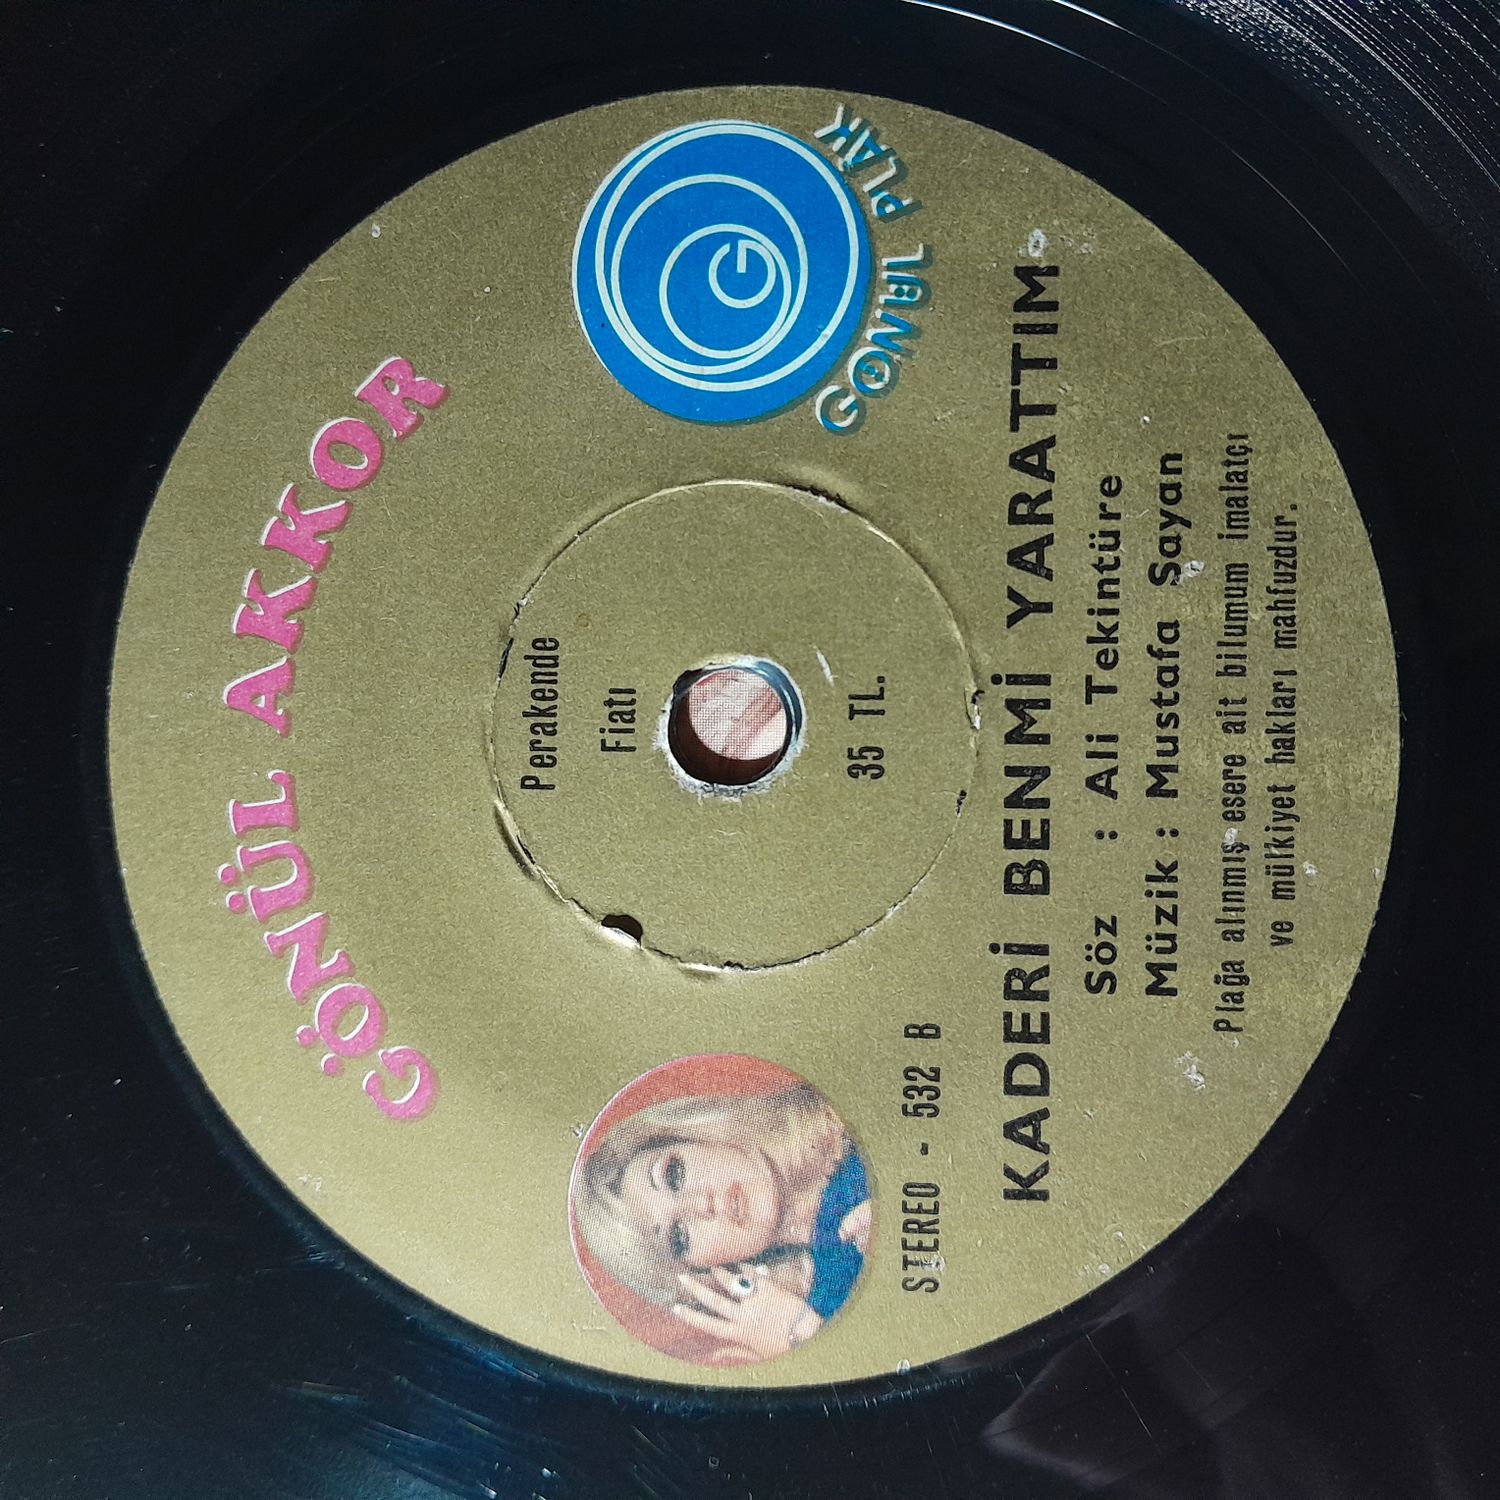 GÖNÜL AKKOR
GÖNÜL PLÂK
G
Perakende
Fiatı
35 TL.
STEREO - 532 B
KADERİ BENMİ YARATTIM
Söz : Ali Tekintüre
Müzik : Mustafa Sayan
Plağa alınmış esere ait bilumum imalatçı
ve mülkiyet hakları mahfuzdur.